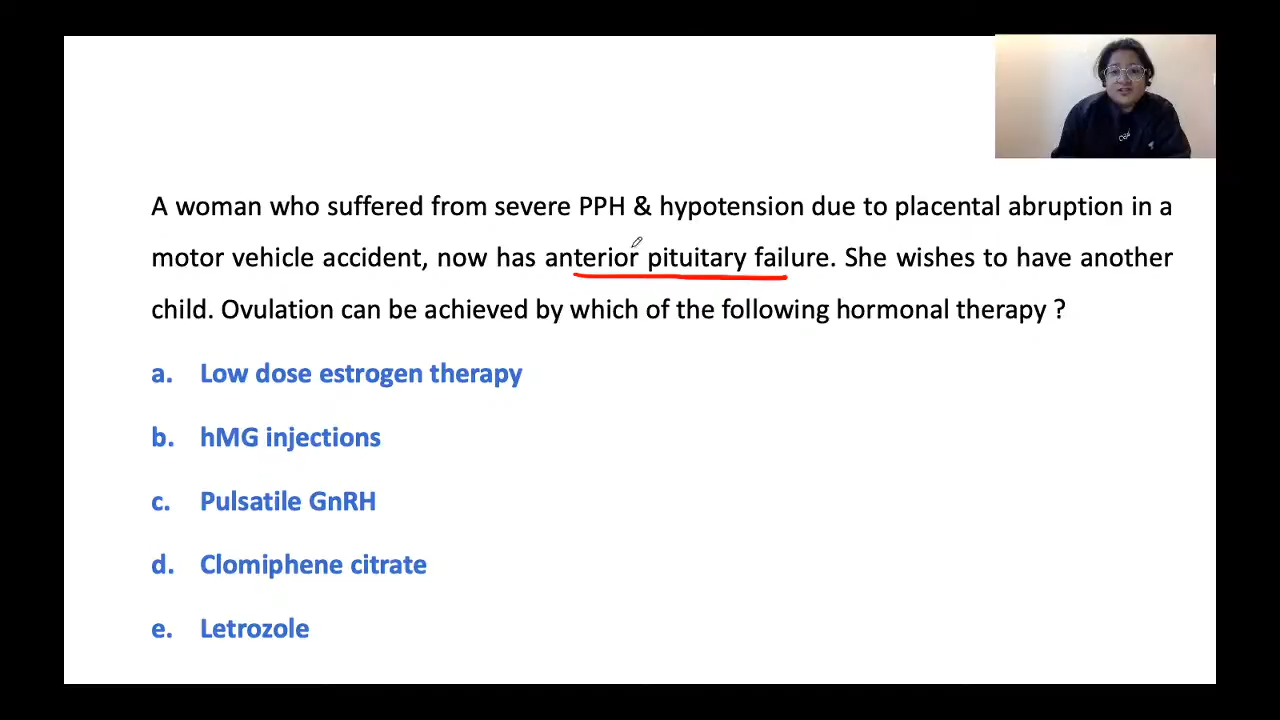 A woman who suffered from severe PPH & hypotension due to placental abruption in a
motor vehicle accident, now has anterior pituitary failure. She wishes to have another
child. Ovulation can be achieved by which of the following hormonal therapy ?
a. Low dose estrogen therapy
b. hMG injections
c. Pulsatile GnRH
d. Clomiphene citrate
e. Letrozole